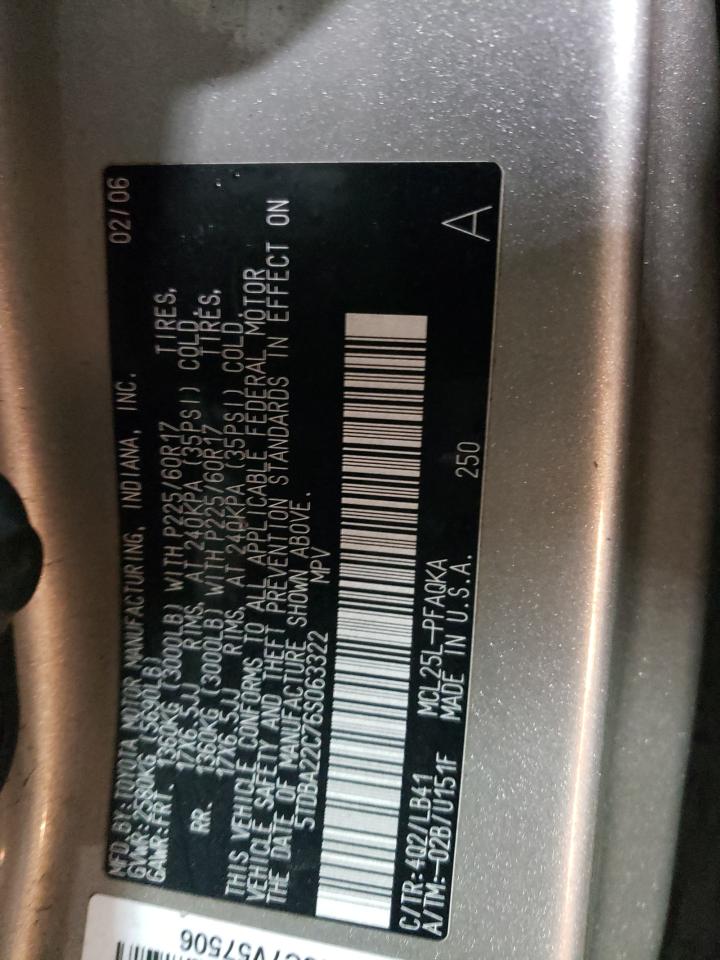 MFD. BY: TOYOTA MOTOR MANUFACTURING, INDIANA, INC. 02/06
GVWR: 2580KG (5690LB)
GAWR: FRT. 1360KG (3000LB) WITH P225/60R17 TIRES,
17X6.5JJ RIMS, AT 240KPA (35PSI) COLD.
RR. 1360KG (3000LB) WITH P225/60R17 TIRES,
17X6.5JJ RIMS, AT 240KPA (35PSI) COLD.
THIS VEHICLE CONFORMS TO ALL APPLICABLE FEDERAL MOTOR
VEHICLE SAFETY AND THEFT PREVENTION STANDARDS IN EFFECT ON
THE DATE OF MANUFACTURE SHOWN ABOVE.
5TDBA22C76S063322 MPV
C/TR: 4Q2/LB41 MCL25L-PFAQKA
A/TM: -02B/U151F MADE IN U.S.A. 250 A
7V57506